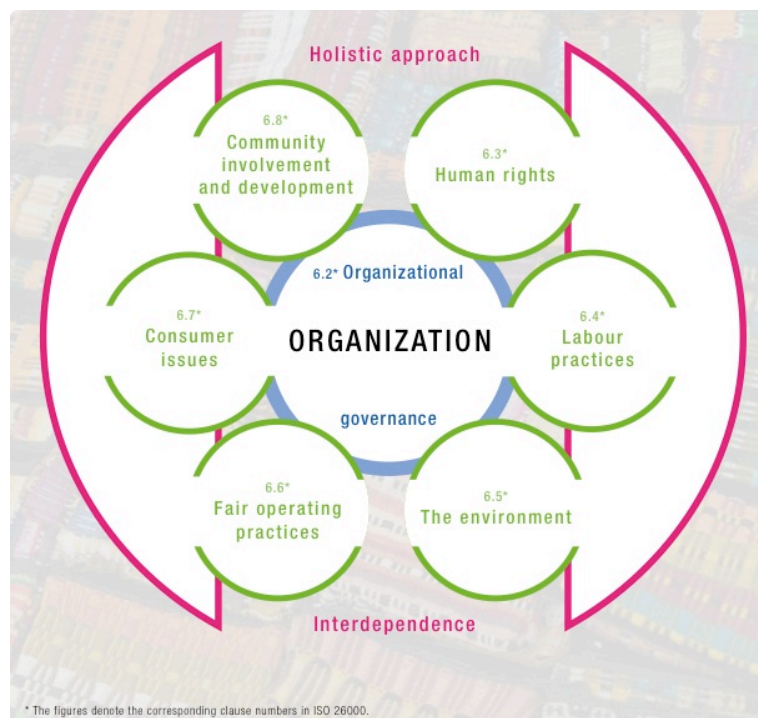 Holistic approach
6.8*
Community
involvement
and development
6.3*
Human rights
6.2* Organizational
ORGANIZATION
governance
6.7*
Consumer
issues
6.4*
Labour
practices
6.6*
Fair operating
practices
6.5*
The environment
Interdependence
* The figures denote the corresponding clause numbers in ISO 26000.